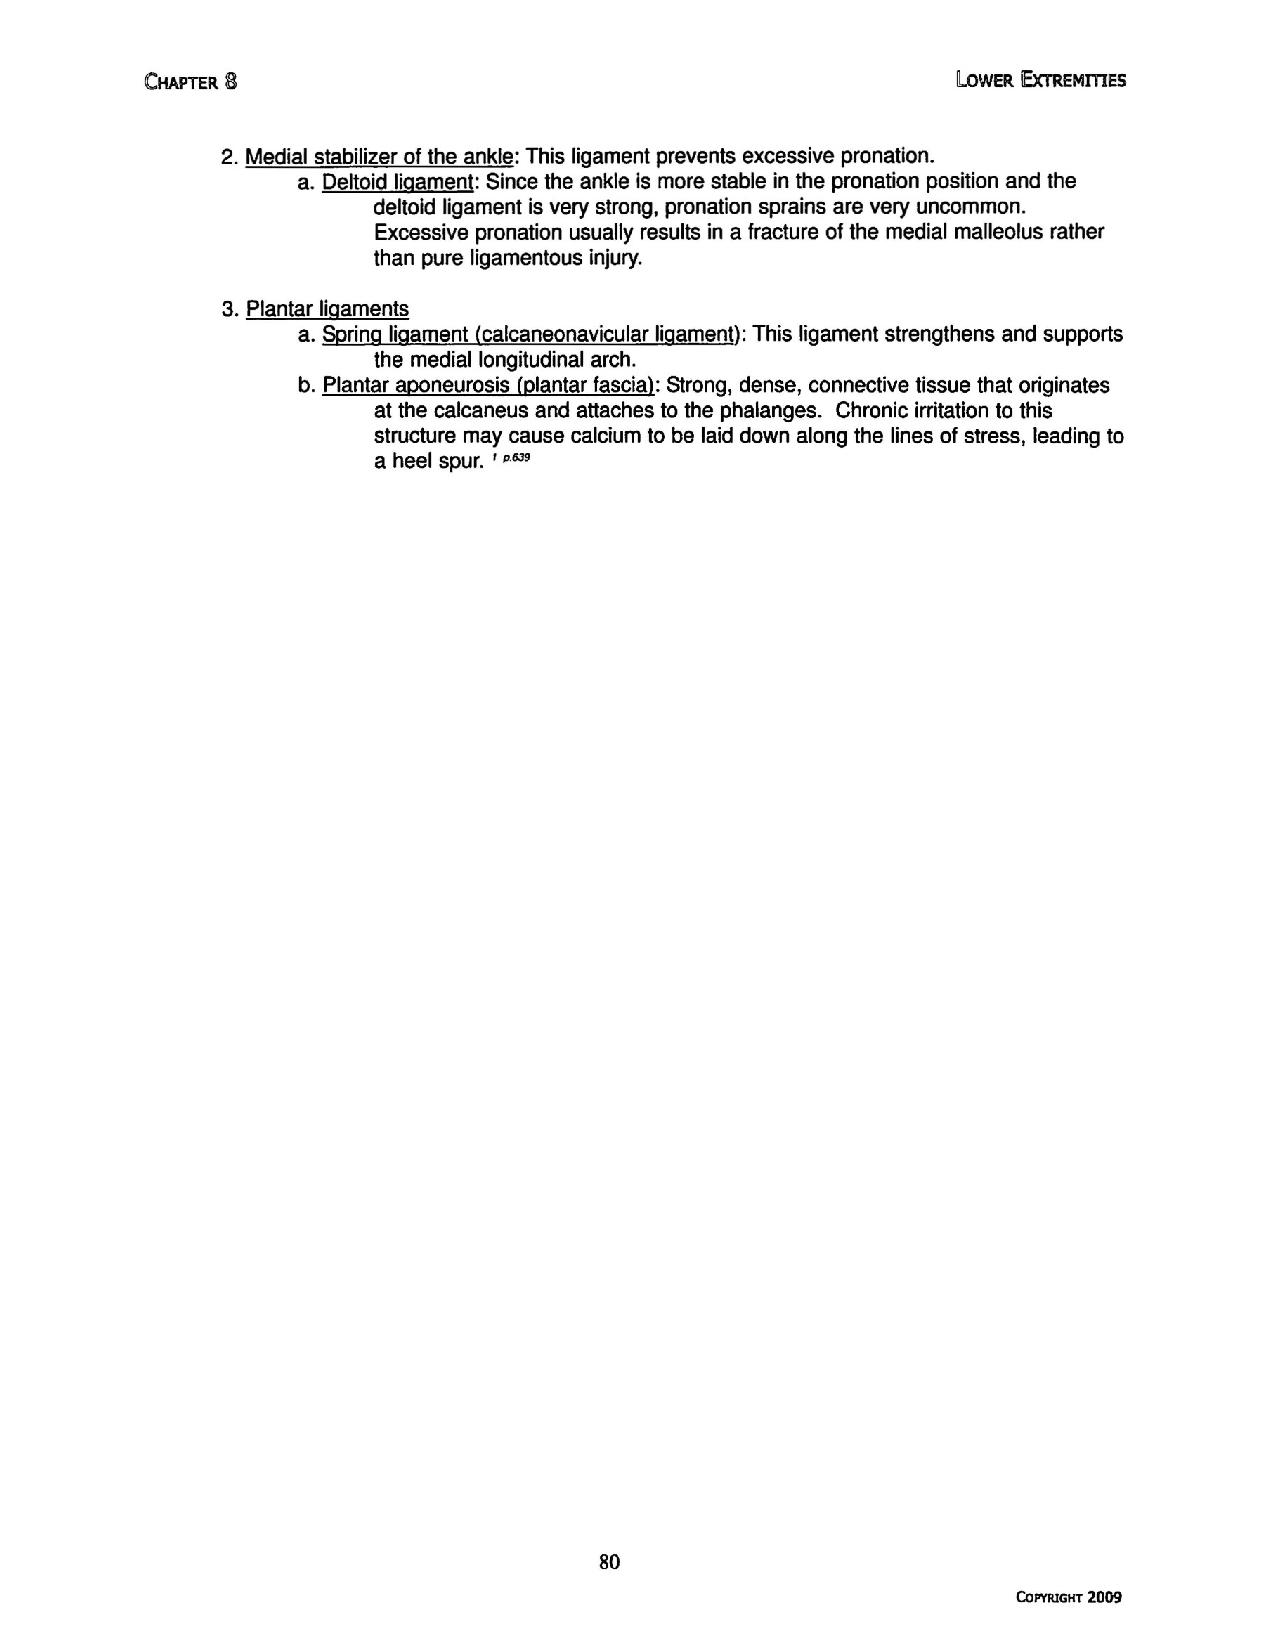 CHAPTER 8
LOWER EXTREMITIES
2. Medial stabilizer of the ankle: This ligament prevents excessive pronation.
a. Deltoid ligament: Since the ankle is more stable in the pronation position and the
deltoid ligament is very strong, pronation sprains are very uncommon.
Excessive pronation usually results in a fracture of the medial malleolus rather
than pure ligamentous injury.
3. Plantar ligaments
a. Spring ligament (calcaneonavicular ligament): This ligament strengthens and supports
the medial longitudinal arch.
b. Plantar aponeurosis (plantar fascia): Strong, dense, connective tissue that originates
at the calcaneus and attaches to the phalanges. Chronic irritation to this
structure may cause calcium to be laid down along the lines of stress, leading to
a heel spur. 1 p.639
80
COPYRIGHT 2009